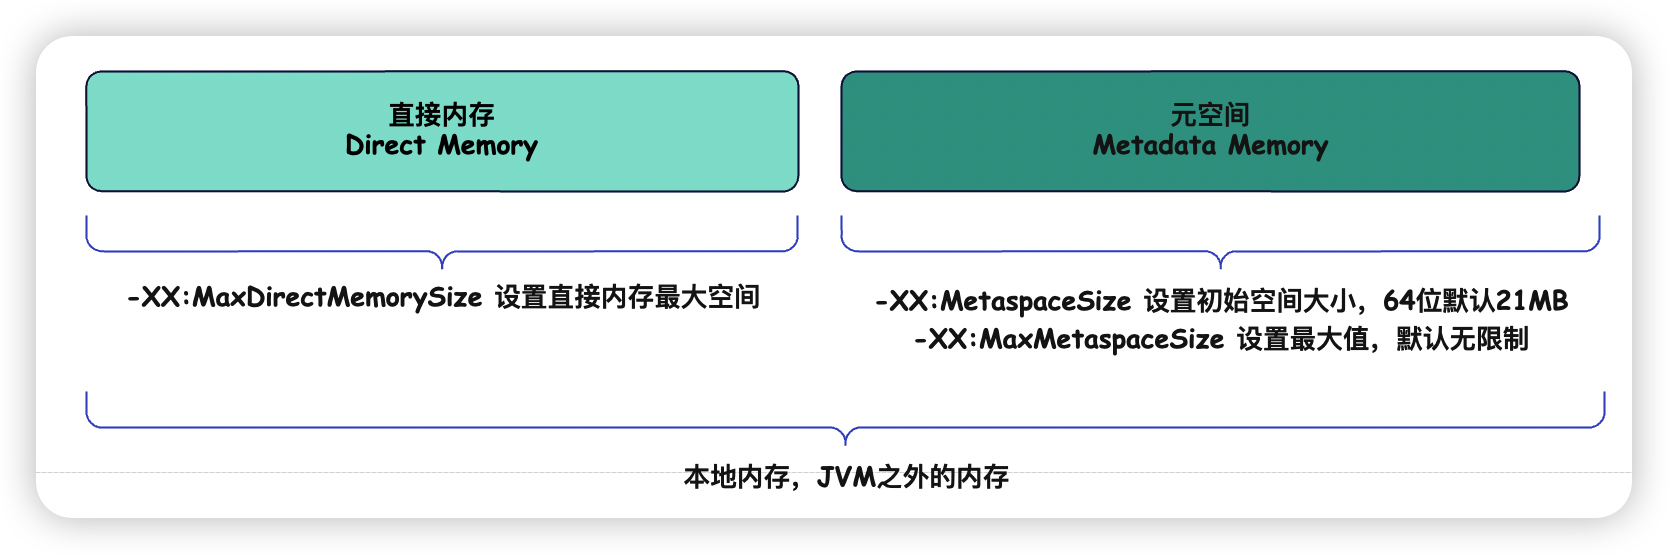 直接内存
Direct Memory
元空间
Metadata Memory
-XX:MaxDirectMemorySize 设置直接内存最大空间
-XX:MetaspaceSize 设置初始空间大小，64位默认21MB
-XX:MaxMetaspaceSize 设置最大值，默认无限制
本地内存，JVM之外的内存